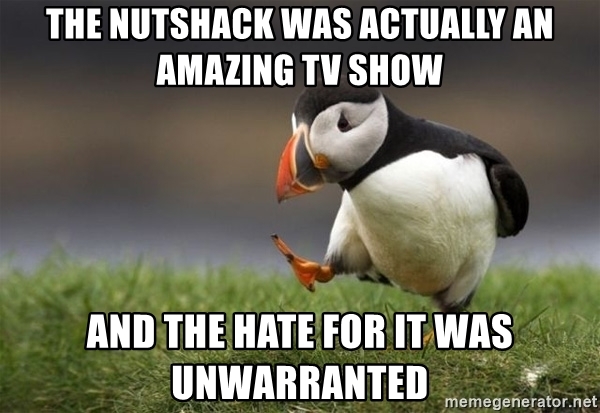 THE NUTSHACK WAS ACTUALLY AN
AMAZING TV SHOW
AND THE HATE FOR IT WAS
UNWARRANTED
memegenerator.net